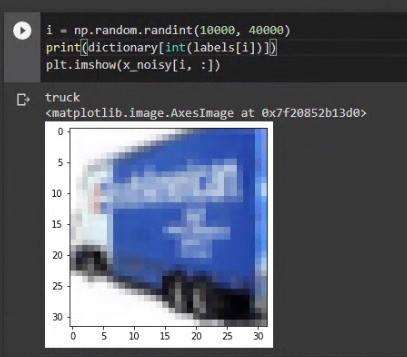 i = np.random.randint(10000, 40000)
print(dictionary[int(labels[i])])
plt.imshow(x_noisy[i, :])
truck
<matplotlib.image.AxesImage at 0x7f20852b13d0>
0
5
10
15
20
25
30
0 5 10 15 20 25 30